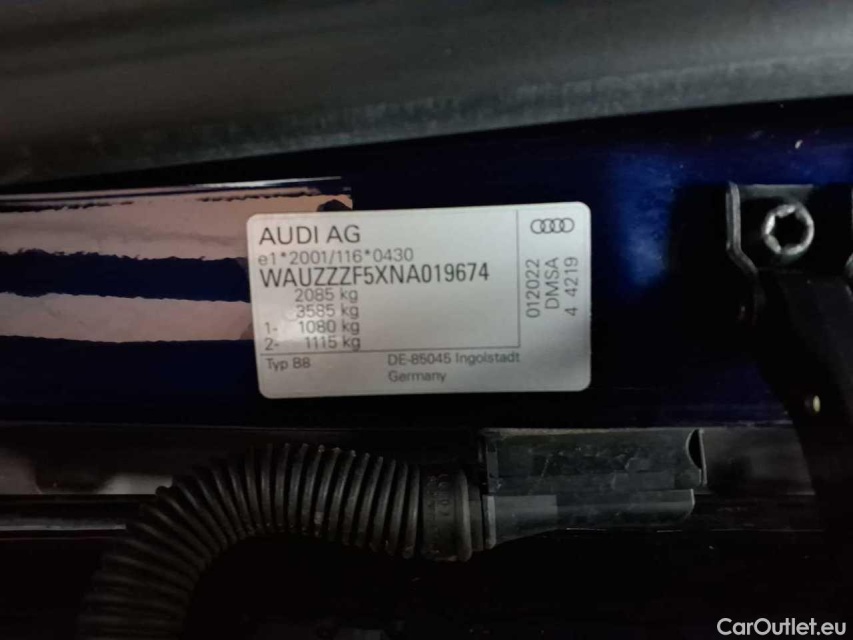 AUDI AG
e1*2001/116*0430
WAUZZZF5XNA019674
2085 kg
3585 kg
1- 1080 kg
2- 1115 kg
Typ B8
DE-85045 Ingolstadt
Germany
012022
DMSA
4 4219
CarOutlet.eu